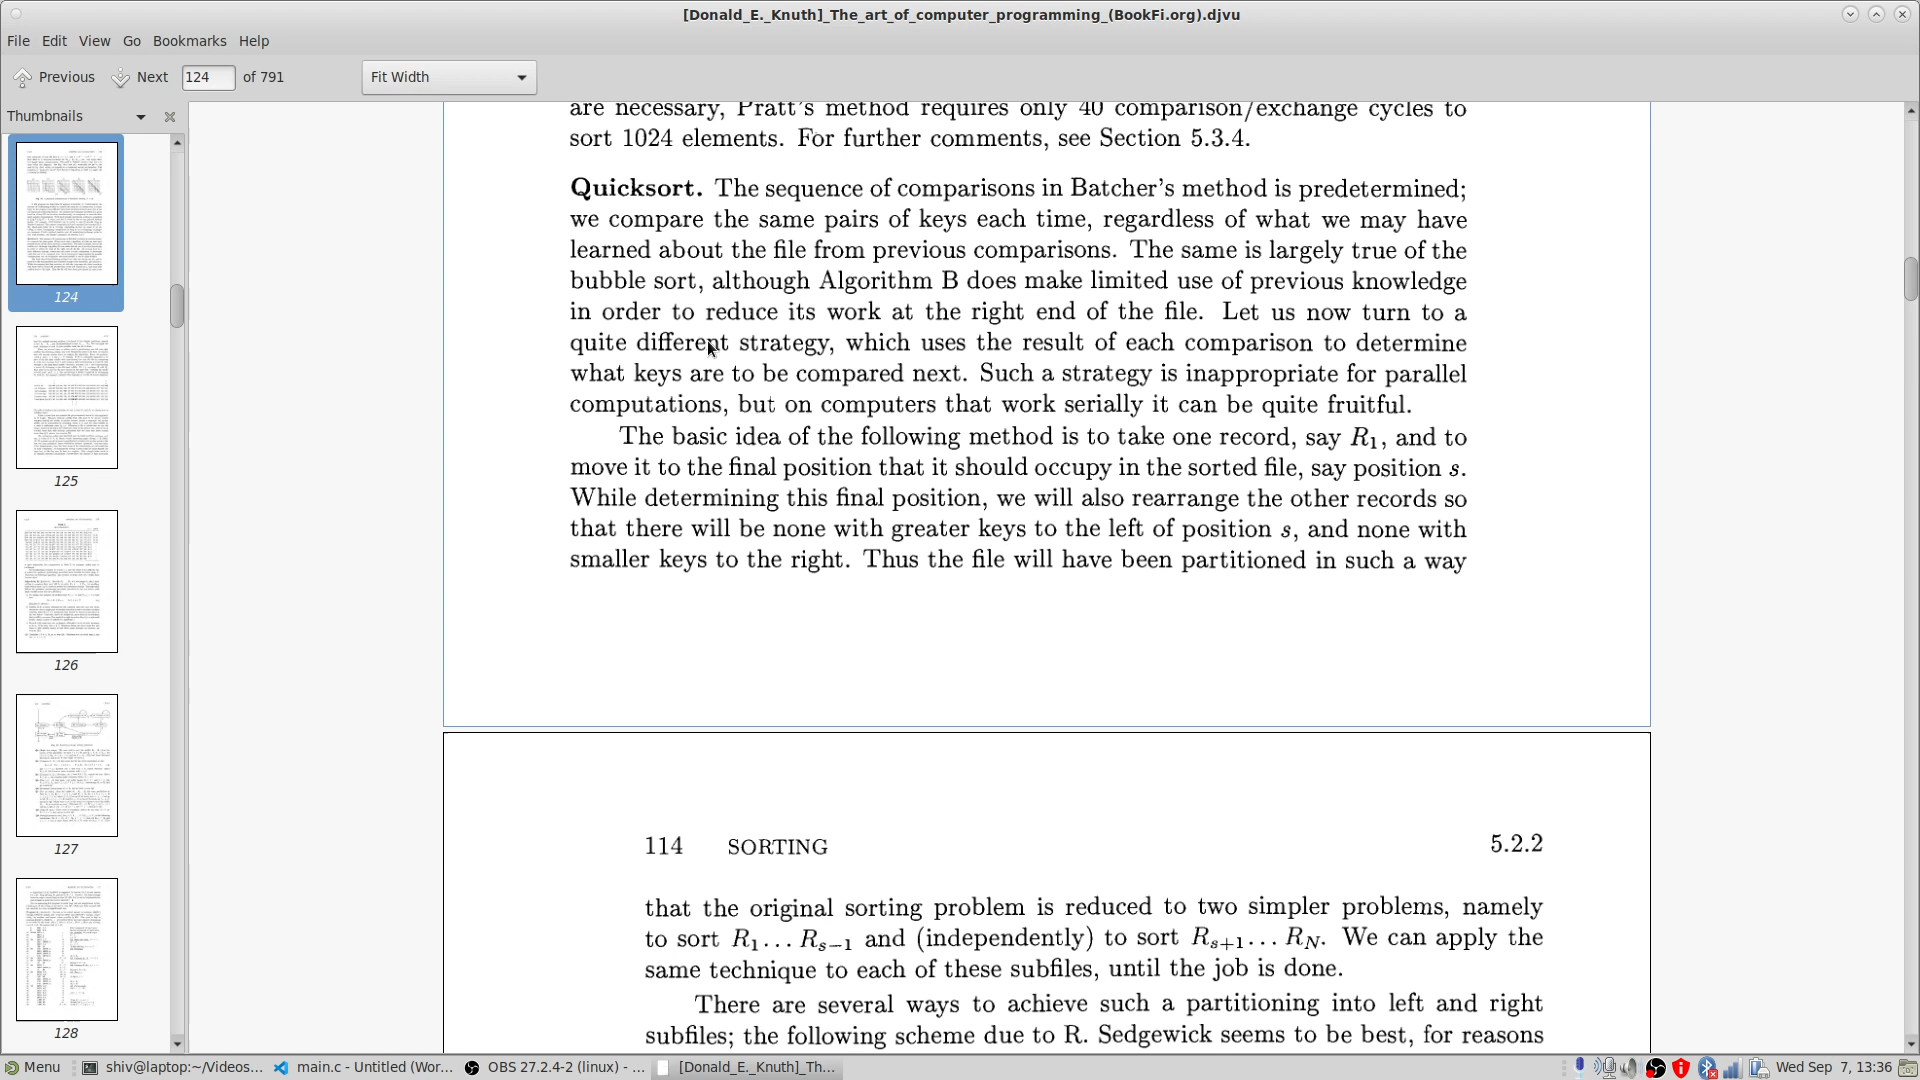 [Donald_E._Knuth]_The_art_of_computer_programming_(BookFi.org).djvu
File Edit View Go Bookmarks Help
Previous Next 124 of 791 Fit Width
Thumbnails
124
125
126
127
128
are necessary, Pratt's method requires only 40 comparison/exchange cycles to
sort 1024 elements. For further comments, see Section 5.3.4.
Quicksort. The sequence of comparisons in Batcher's method is predetermined;
we compare the same pairs of keys each time, regardless of what we may have
learned about the file from previous comparisons. The same is largely true of the
bubble sort, although Algorithm B does make limited use of previous knowledge
in order to reduce its work at the right end of the file. Let us now turn to a
quite different strategy, which uses the result of each comparison to determine
what keys are to be compared next. Such a strategy is inappropriate for parallel
computations, but on computers that work serially it can be quite fruitful.
The basic idea of the following method is to take one record, say R₁, and to
move it to the final position that it should occupy in the sorted file, say position s.
While determining this final position, we will also rearrange the other records so
that there will be none with greater keys to the left of position s, and none with
smaller keys to the right. Thus the file will have been partitioned in such a way
114 SORTING 5.2.2
that the original sorting problem is reduced to two simpler problems, namely
to sort R₁...Rₛ₋₁ and (independently) to sort Rₛ₊₁...R_N. We can apply the
same technique to each of these subfiles, until the job is done.
There are several ways to achieve such a partitioning into left and right
subfiles; the following scheme due to R. Sedgewick seems to be best, for reasons
Menu shiv@laptop:~/Videos... main.c - Untitled (Wor... OBS 27.2.4-2 (linux) - ... [Donald_E._Knuth]_Th... Wed Sep 7, 13:36